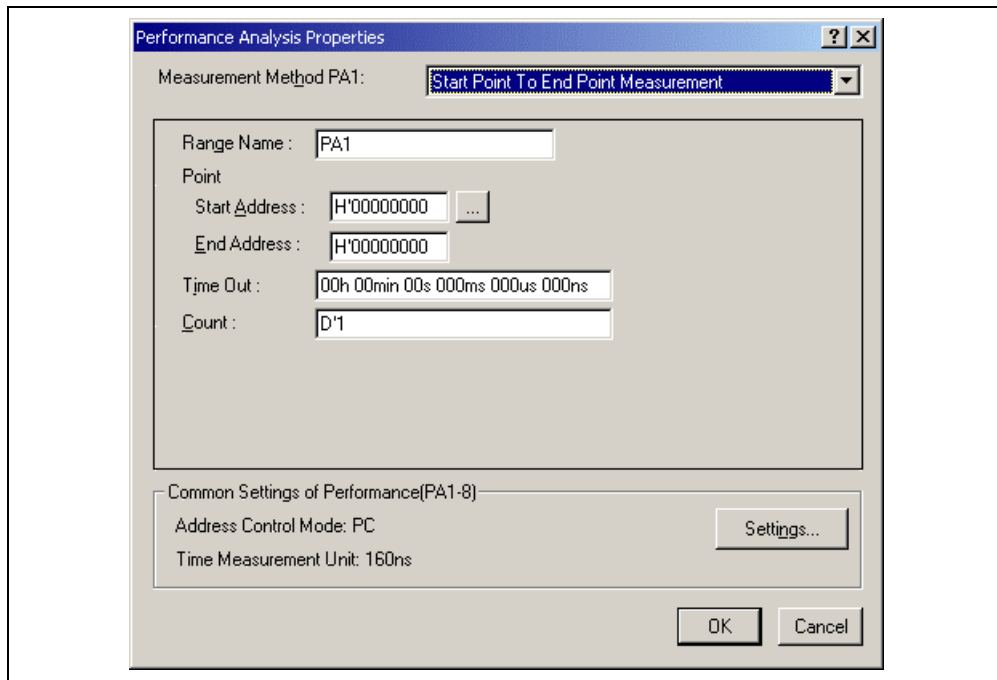 Performance Analysis Properties
Measurement Method PA1: Start Point To End Point Measurement
Range Name : PA1
Point
Start Address : H'00000000 ...
End Address : H'00000000
Time Out : 00h 00min 00s 000ms 000us 000ns
Count : D'1
Common Settings of Performance(PA1-8)
Address Control Mode: PC
Settings...
Time Measurement Unit: 160ns
OK Cancel